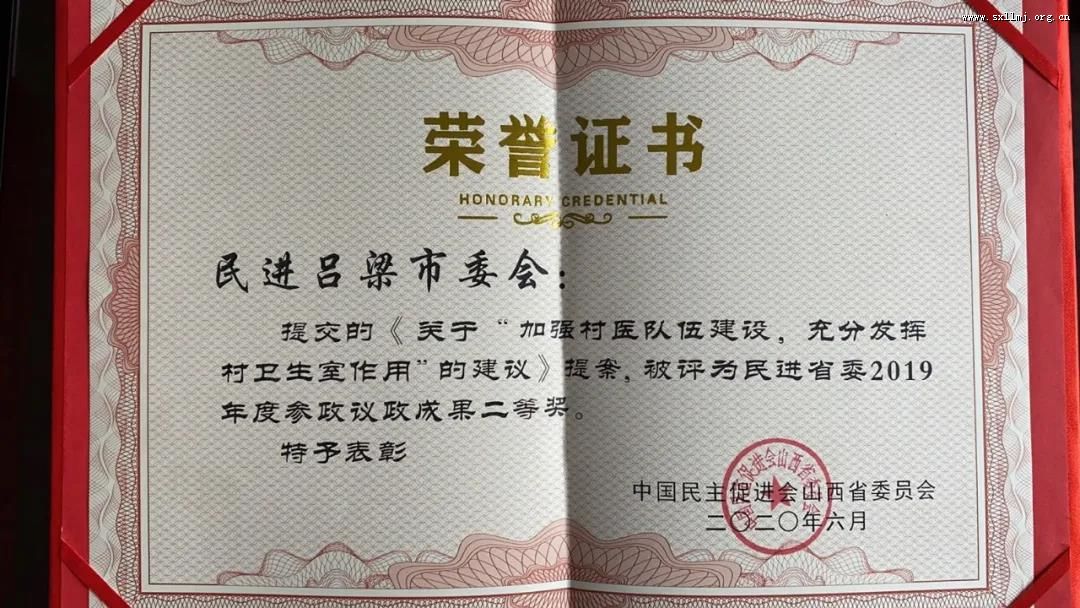 www.sxllmj.org.cn
荣誉证书
HONORARY CREDENTIAL
民进吕梁市委会：
提交的《关于“加强村医队伍建设，充分发挥
村卫生室作用”的建议》提案，被评为民进省委2019
年度参政议政成果二等奖。
特予表彰
中国民主促进会山西省委员会
二〇二〇年六月